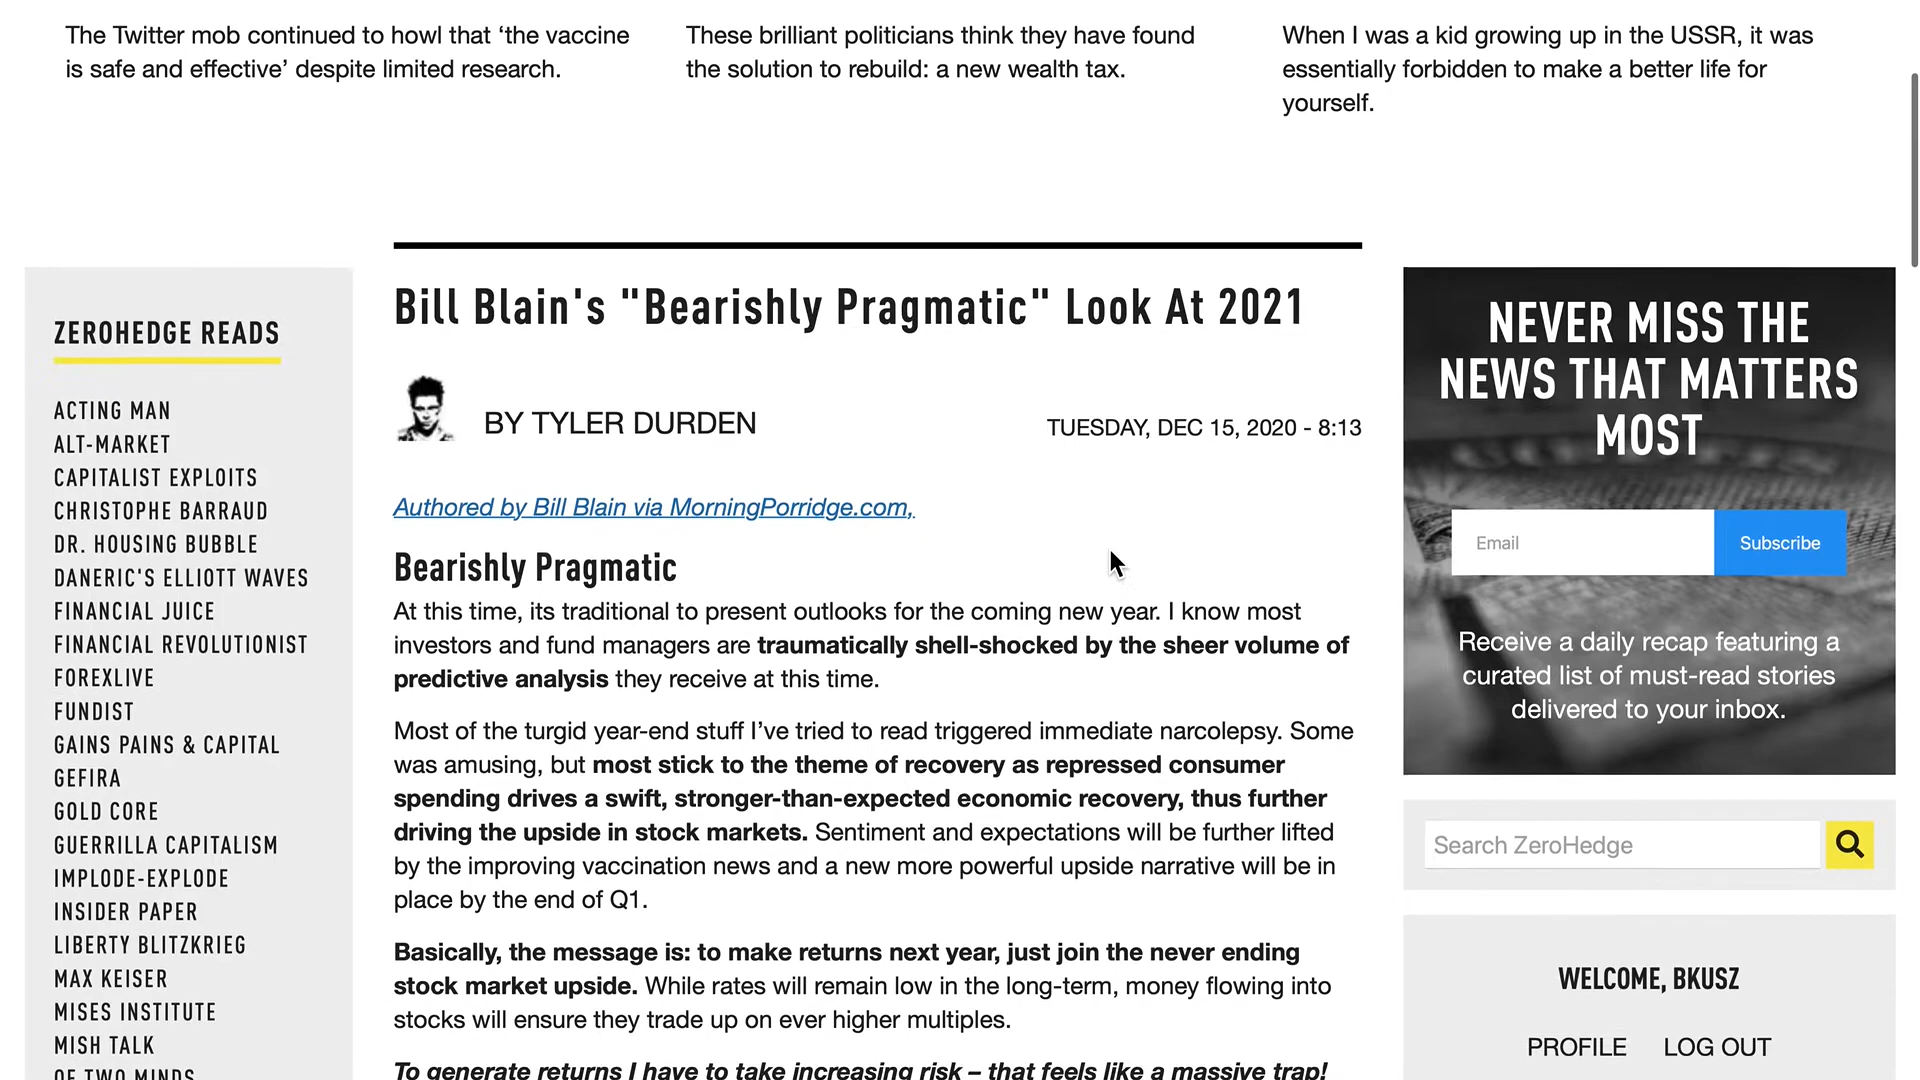 The Twitter mob continued to howl that ‘the vaccine
is safe and effective’ despite limited research.
These brilliant politicians think they have found
the solution to rebuild: a new wealth tax.
When I was a kid growing up in the USSR, it was
essentially forbidden to make a better life for
yourself.
ZEROHEDGE READS
ACTING MAN
ALT-MARKET
CAPITALIST EXPLOITS
CHRISTOPHE BARRAUD
DR. HOUSING BUBBLE
DANERIC'S ELLIOTT WAVES
FINANCIAL JUICE
FINANCIAL REVOLUTIONIST
FOREXLIVE
FUNDIST
GAINS PAINS & CAPITAL
GEFIRA
GOLD CORE
GUERRILLA CAPITALISM
IMPLODE-EXPLODE
INSIDER PAPER
LIBERTY BLITZKRIEG
MAX KEISER
MISES INSTITUTE
MISH TALK
OF TWO MINDS
Bill Blain's "Bearishly Pragmatic" Look At 2021
BY TYLER DURDEN
TUESDAY, DEC 15, 2020 - 8:13
Authored by Bill Blain via MorningPorridge.com,
Bearishly Pragmatic
At this time, its traditional to present outlooks for the coming new year. I know most
investors and fund managers are traumatically shell-shocked by the sheer volume of
predictive analysis they receive at this time.
Most of the turgid year-end stuff I’ve tried to read triggered immediate narcolepsy. Some
was amusing, but most stick to the theme of recovery as repressed consumer
spending drives a swift, stronger-than-expected economic recovery, thus further
driving the upside in stock markets. Sentiment and expectations will be further lifted
by the improving vaccination news and a new more powerful upside narrative will be in
place by the end of Q1.
Basically, the message is: to make returns next year, just join the never ending
stock market upside. While rates will remain low in the long-term, money flowing into
stocks will ensure they trade up on ever higher multiples.
To generate returns I have to take increasing risk – that feels like a massive trap!
NEVER MISS THE
NEWS THAT MATTERS
MOST
Email
Subscribe
Receive a daily recap featuring a
curated list of must-read stories
delivered to your inbox.
Search ZeroHedge
WELCOME, BKUSZ
PROFILE
LOG OUT